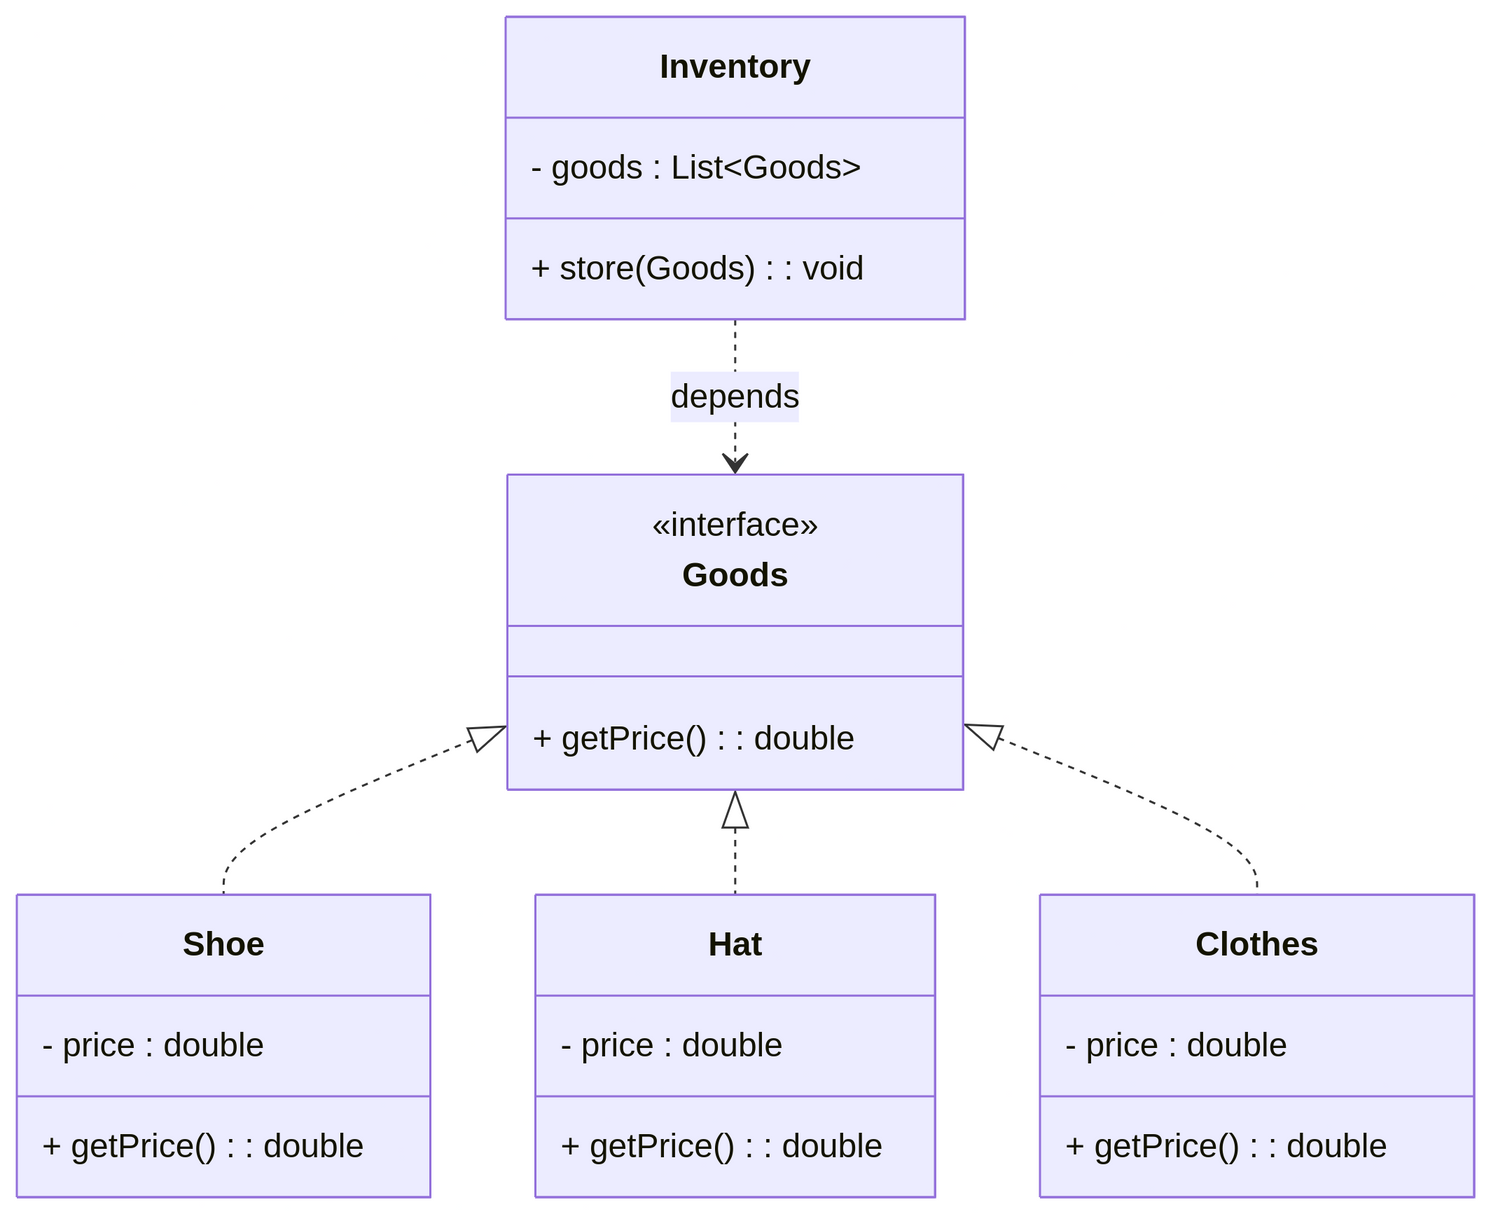 Inventory
- goods : List<Goods>
+ store(Goods) : : void
depends
«interface»
Goods
+ getPrice() : : double
Shoe
- price : double
+ getPrice() : : double
Hat
- price : double
+ getPrice() : : double
Clothes
- price : double
+ getPrice() : : double